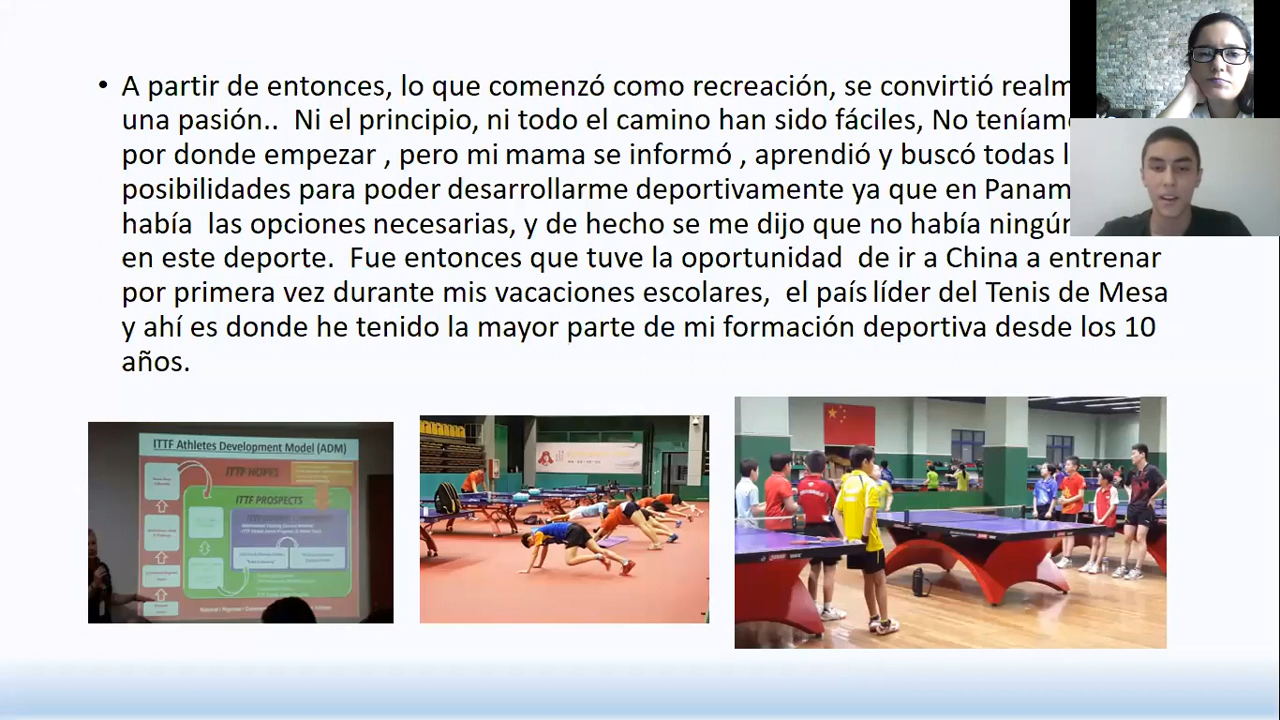 • A partir de entonces, lo que comenzó como recreación, se convirtió
una pasión.. Ni el principio, ni todo el camino han sido fáciles, No
por donde empezar , pero mi mama se informó , aprendió y buscó todas
posibilidades para poder desarrollarme deportivamente ya que en
había las opciones necesarias, y de hecho se me dijo que no había
en este deporte. Fue entonces que tuve la oportunidad de ir a China a entrenar
por primera vez durante mis vacaciones escolares, el país líder del Tenis de Mesa
y ahí es donde he tenido la mayor parte de mi formación deportiva desde los 10
años.
ITTF Athletes Development Model (ADM)
ITTF HOPES
ITTF PROSPECTS